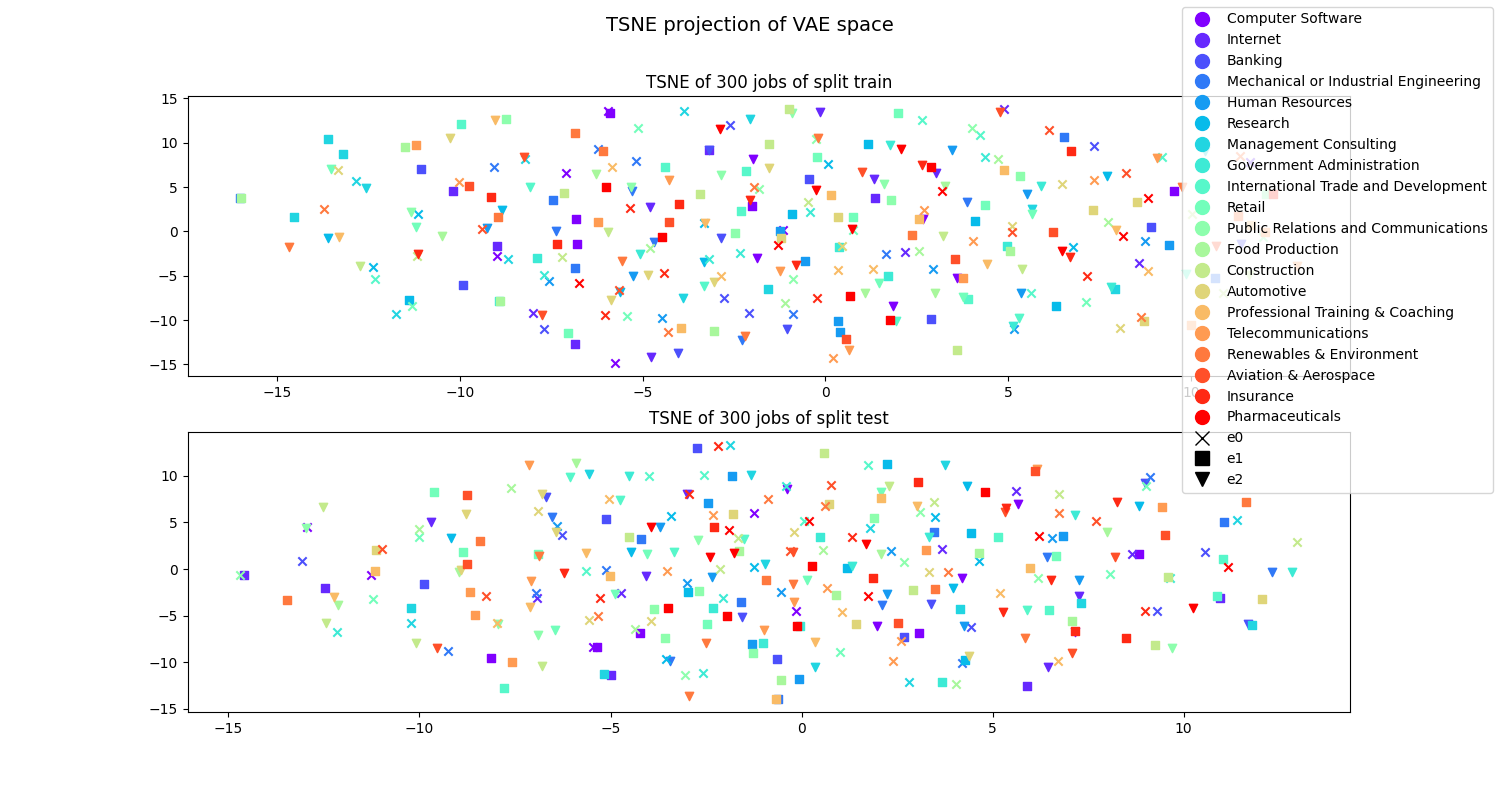 TSNE projection of VAE space
TSNE of 300 jobs of split train
15
10
5
0
−5
−10
−15
−15
−10
−5
0
5
10
TSNE of 300 jobs of split test
10
5
0
−5
−10
−15
−15
−10
−5
0
5
10
Computer Software
Internet
Banking
Mechanical or Industrial Engineering
Human Resources
Research
Management Consulting
Government Administration
International Trade and Development
Retail
Public Relations and Communications
Food Production
Construction
Automotive
Professional Training & Coaching
Telecommunications
Renewables & Environment
Aviation & Aerospace
Insurance
Pharmaceuticals
e0
e1
e2